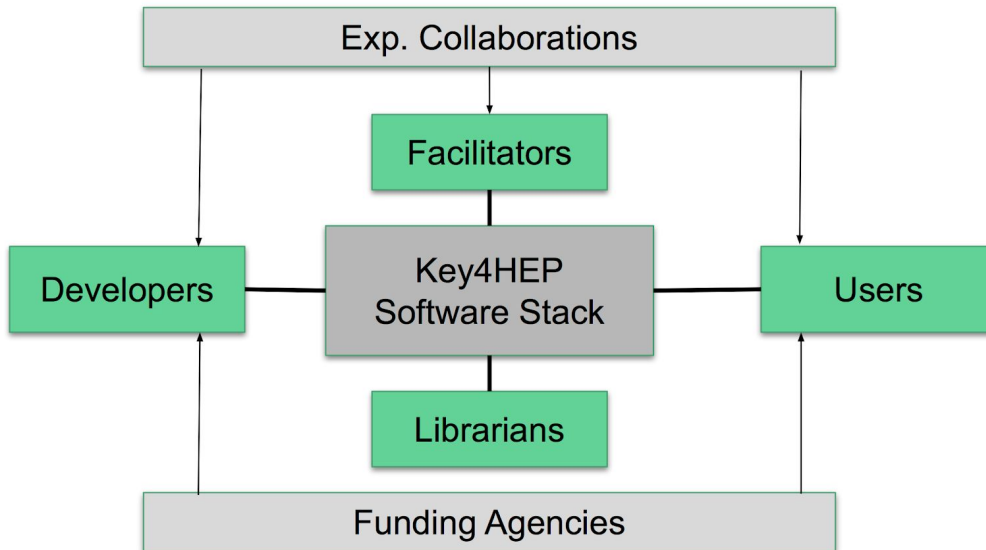 Exp. Collaborations
Facilitators
Developers
Key4HEP
Software Stack
Users
Librarians
Funding Agencies